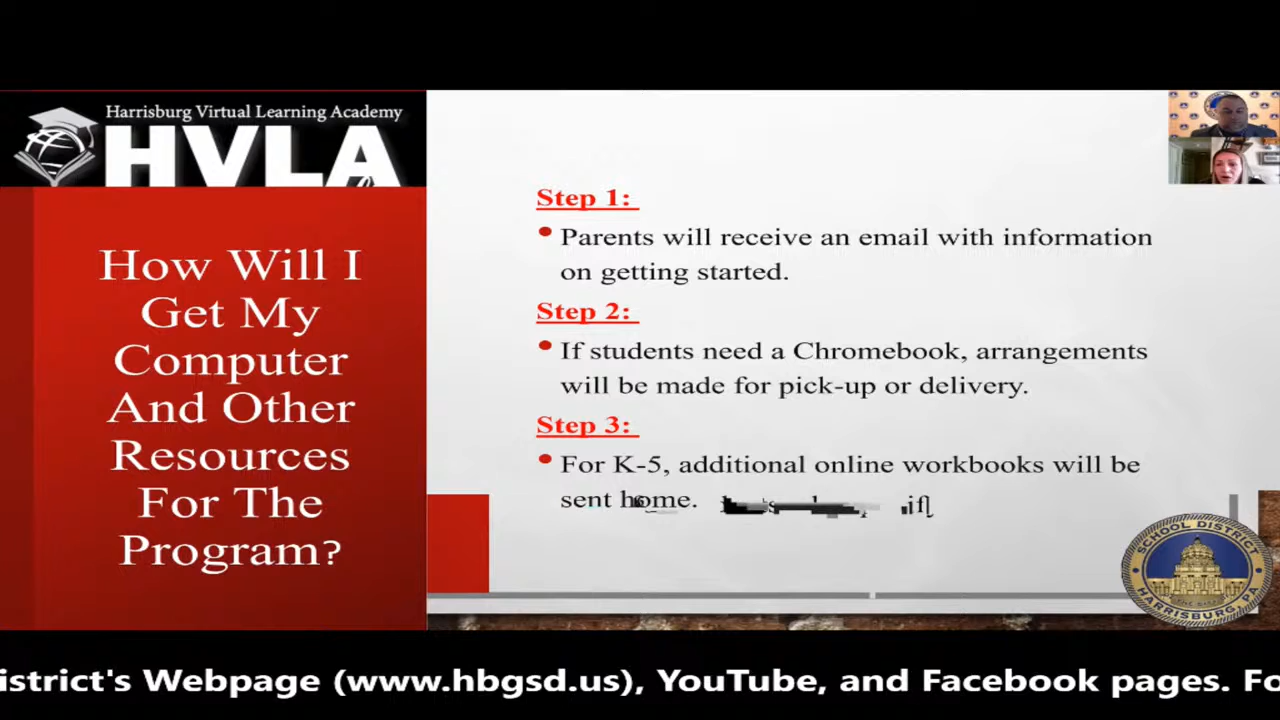 Harrisburg Virtual Learning Academy
HVLA
How Will I
Get My
Computer
And Other
Resources
For The
Program?
Step 1:
• Parents will receive an email with information
on getting started.
Step 2:
• If students need a Chromebook, arrangements
will be made for pick-up or delivery.
Step 3:
• For K-5, additional online workbooks will be
sent home.
SCHOOL DISTRICT
HARRISBURG, PA
istrict's Webpage (www.hbgsd.us), YouTube, and Facebook pages. Fo